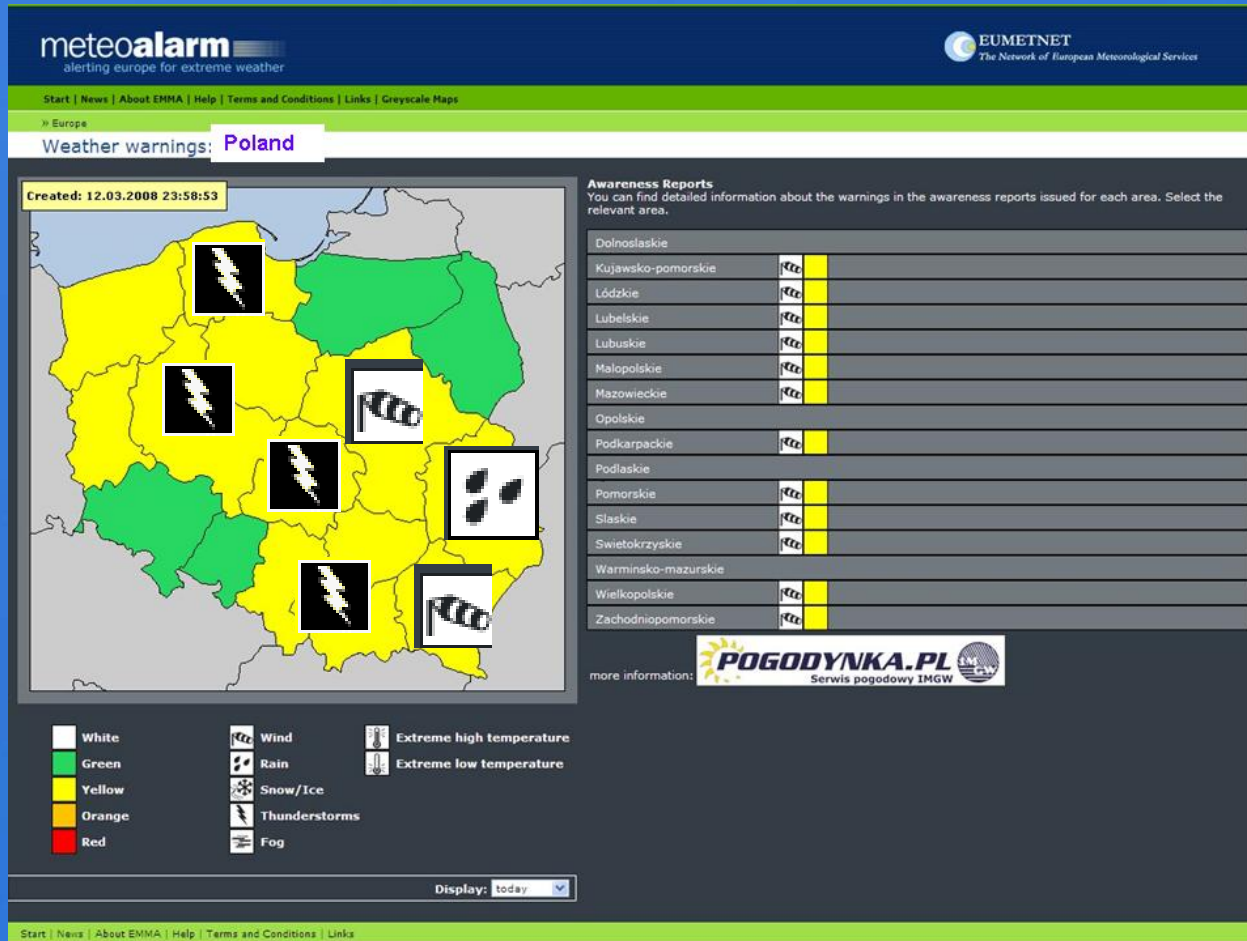 meteoalarm
alerting europe for extreme weather
EUMETNET
The Network of European Meteorological Services
Start | News | About EMMA | Help | Terms and Conditions | Links | Greyscale Maps
» Europe
Weather warnings: Poland
Created: 12.03.2008 23:58:53
Awareness Reports
You can find detailed information about the warnings in the awareness reports issued for each area. Select the
relevant area.
Dolnoslaskie
Kujawsko-pomorskie
Lódzkie
Lubelskie
Lubuskie
Malopolskie
Mazowieckie
Opolskie
Podkarpackie
Podlaskie
Pomorskie
Slaskie
Swietokrzyskie
Warminsko-mazurskie
Wielkopolskie
Zachodniopomorskie
more information: POGODYNKA.PL
Serwis pogodowy IMGW
IMGW
White
Green
Yellow
Orange
Red
Wind
Rain
Snow/Ice
Thunderstorms
Fog
Extreme high temperature
Extreme low temperature
Display: today
Start | News | About EMMA | Help | Terms and Conditions | Links